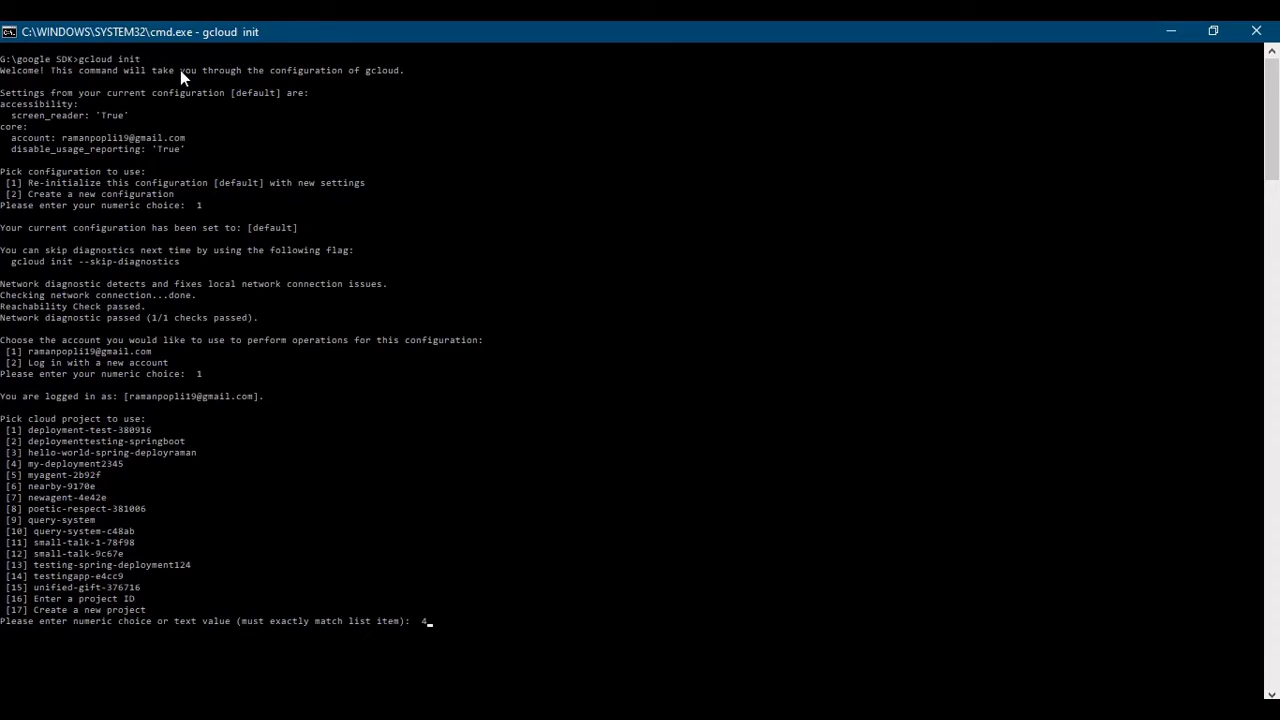 C:\WINDOWS\SYSTEM32\cmd.exe - gcloud  init
G:\google SDK>gcloud init
Welcome! This command will take you through the configuration of gcloud.
Settings from your current configuration [default] are:
accessibility:
  screen_reader: 'True'
core:
  account: ramanpopli19@gmail.com
  disable_usage_reporting: 'True'
Pick configuration to use:
 [1] Re-initialize this configuration [default] with new settings
 [2] Create a new configuration
Please enter your numeric choice:  1
Your current configuration has been set to: [default]
You can skip diagnostics next time by using the following flag:
  gcloud init --skip-diagnostics
Network diagnostic detects and fixes local network connection issues.
Checking network connection...done.
Reachability Check passed.
Network diagnostic passed (1/1 checks passed).
Choose the account you would like to use to perform operations for this configuration:
 [1] ramanpopli19@gmail.com
 [2] Log in with a new account
Please enter your numeric choice:  1
You are logged in as: [ramanpopli19@gmail.com].
Pick cloud project to use:
 [1] deployment-test-380916
 [2] deploymenttesting-springboot
 [3] hello-world-spring-deployraman
 [4] my-deployment2345
 [5] myagent-2b92f
 [6] nearby-9170e
 [7] newagent-4e42e
 [8] poetic-respect-381006
 [9] query-system
 [10] query-system-c48ab
 [11] small-talk-1-78f98
 [12] small-talk-9c67e
 [13] testing-spring-deployment124
 [14] testingapp-e4cc9
 [15] unified-gift-376716
 [16] Enter a project ID
 [17] Create a new project
Please enter numeric choice or text value (must exactly match list item):  4